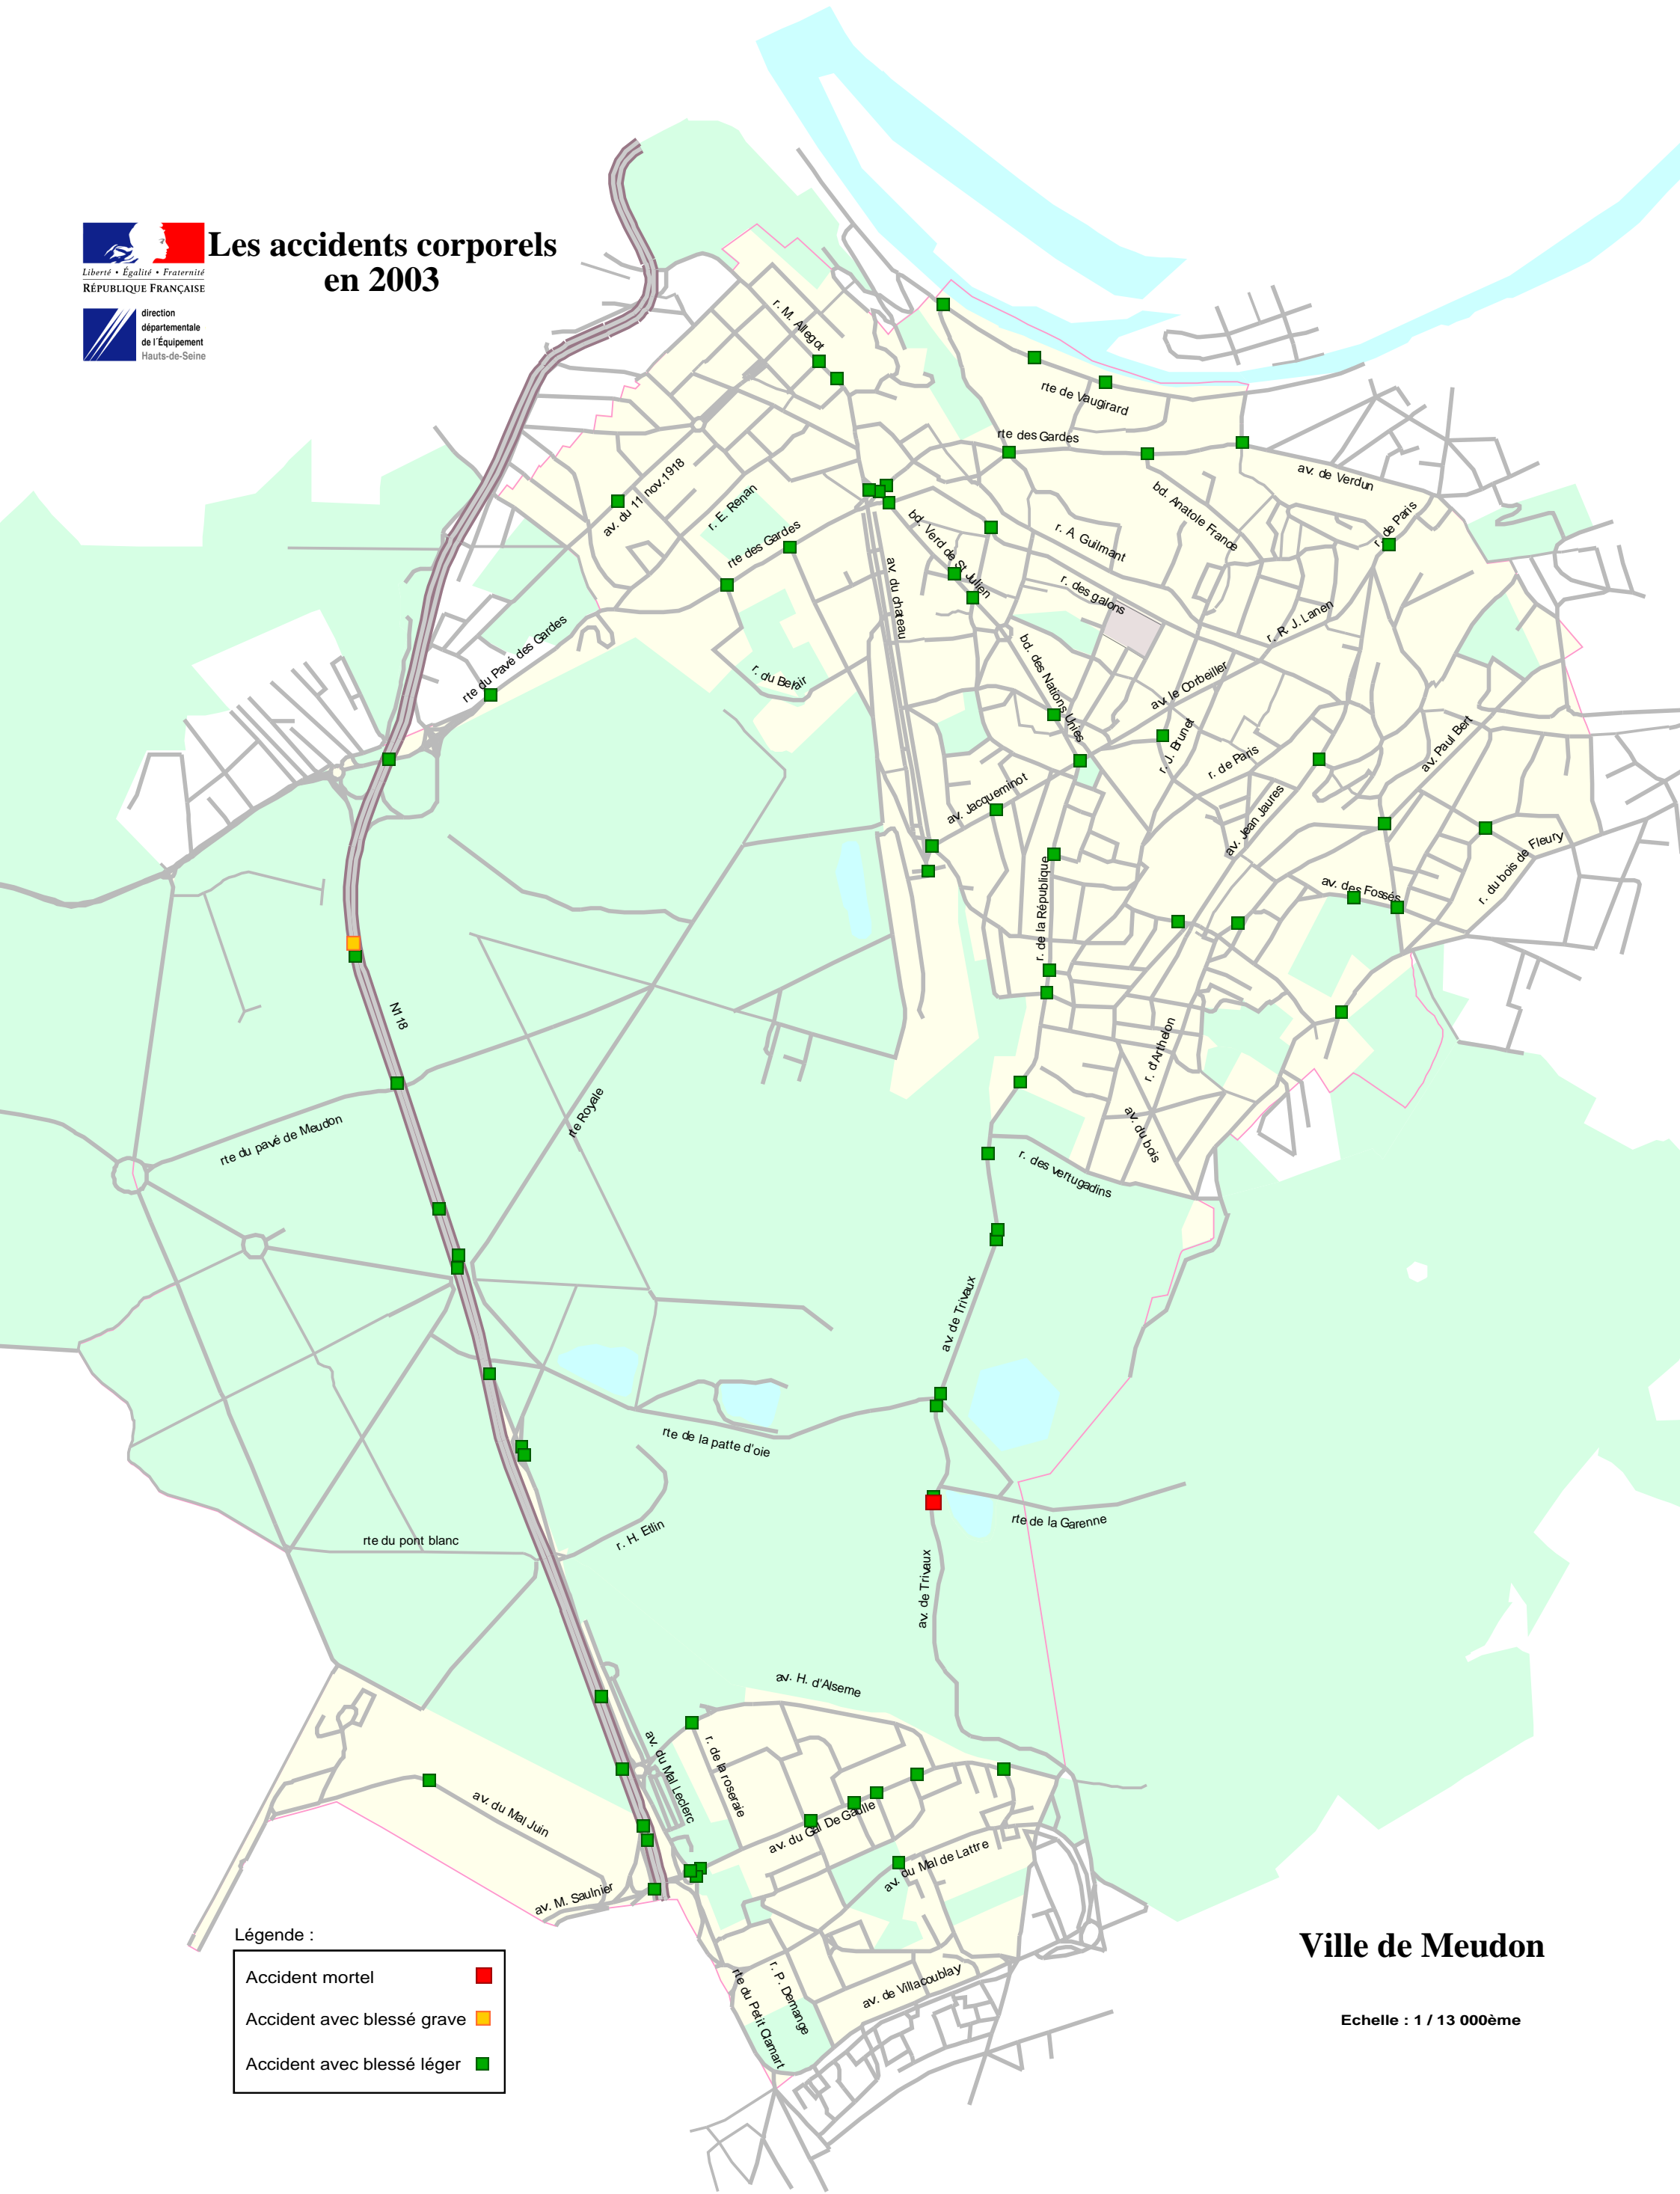 Les accidents corporels
en 2003
Liberté • Égalité • Fraternité
RÉPUBLIQUE FRANÇAISE
direction
départementale
de l'Équipement
Hauts-de-Seine
r. M. Allegot
rte de Vaugirard
rte des Gardes
av. de Verdun
av. du 11 nov.1918
r. E. Renan
bd. Anatole France
r. de Paris
rte des Gardes
bd. Verd de St Julien
r. A. Guilmant
av. du chateau
r. des galons
r. R. J. Lanen
rte du Pavé des Gardes
bd. des Nations Unies
r. du Bel air
av. le Corbeiller
r. J. Brunet
r. de Paris
av. Paul Bert
av. Jacqueminot
av. Jean Jaures
r. du bois de Fleury
av. des Fossés
r. de la République
N118
r. d'Arthelon
rte Royale
av. du bois
rte du pavé de Meudon
r. des vertugadins
av. de Trivaux
rte de la patte d'oie
rte de la Garenne
r. H. Etlin
rte du pont blanc
av. de Trivaux
av. H. d'Alseme
av. du Mal Leclerc
r. de la roseraie
av. du Mal Juin
av. du Gal De Gaulle
av. du Mal de Lattre
av. M. Saulnier
av. de Villacoublay
rte du Petit Clamart
r. P. Demange
Légende :
Accident mortel
Accident avec blessé grave
Accident avec blessé léger
Ville de Meudon
Echelle : 1 / 13 000ème